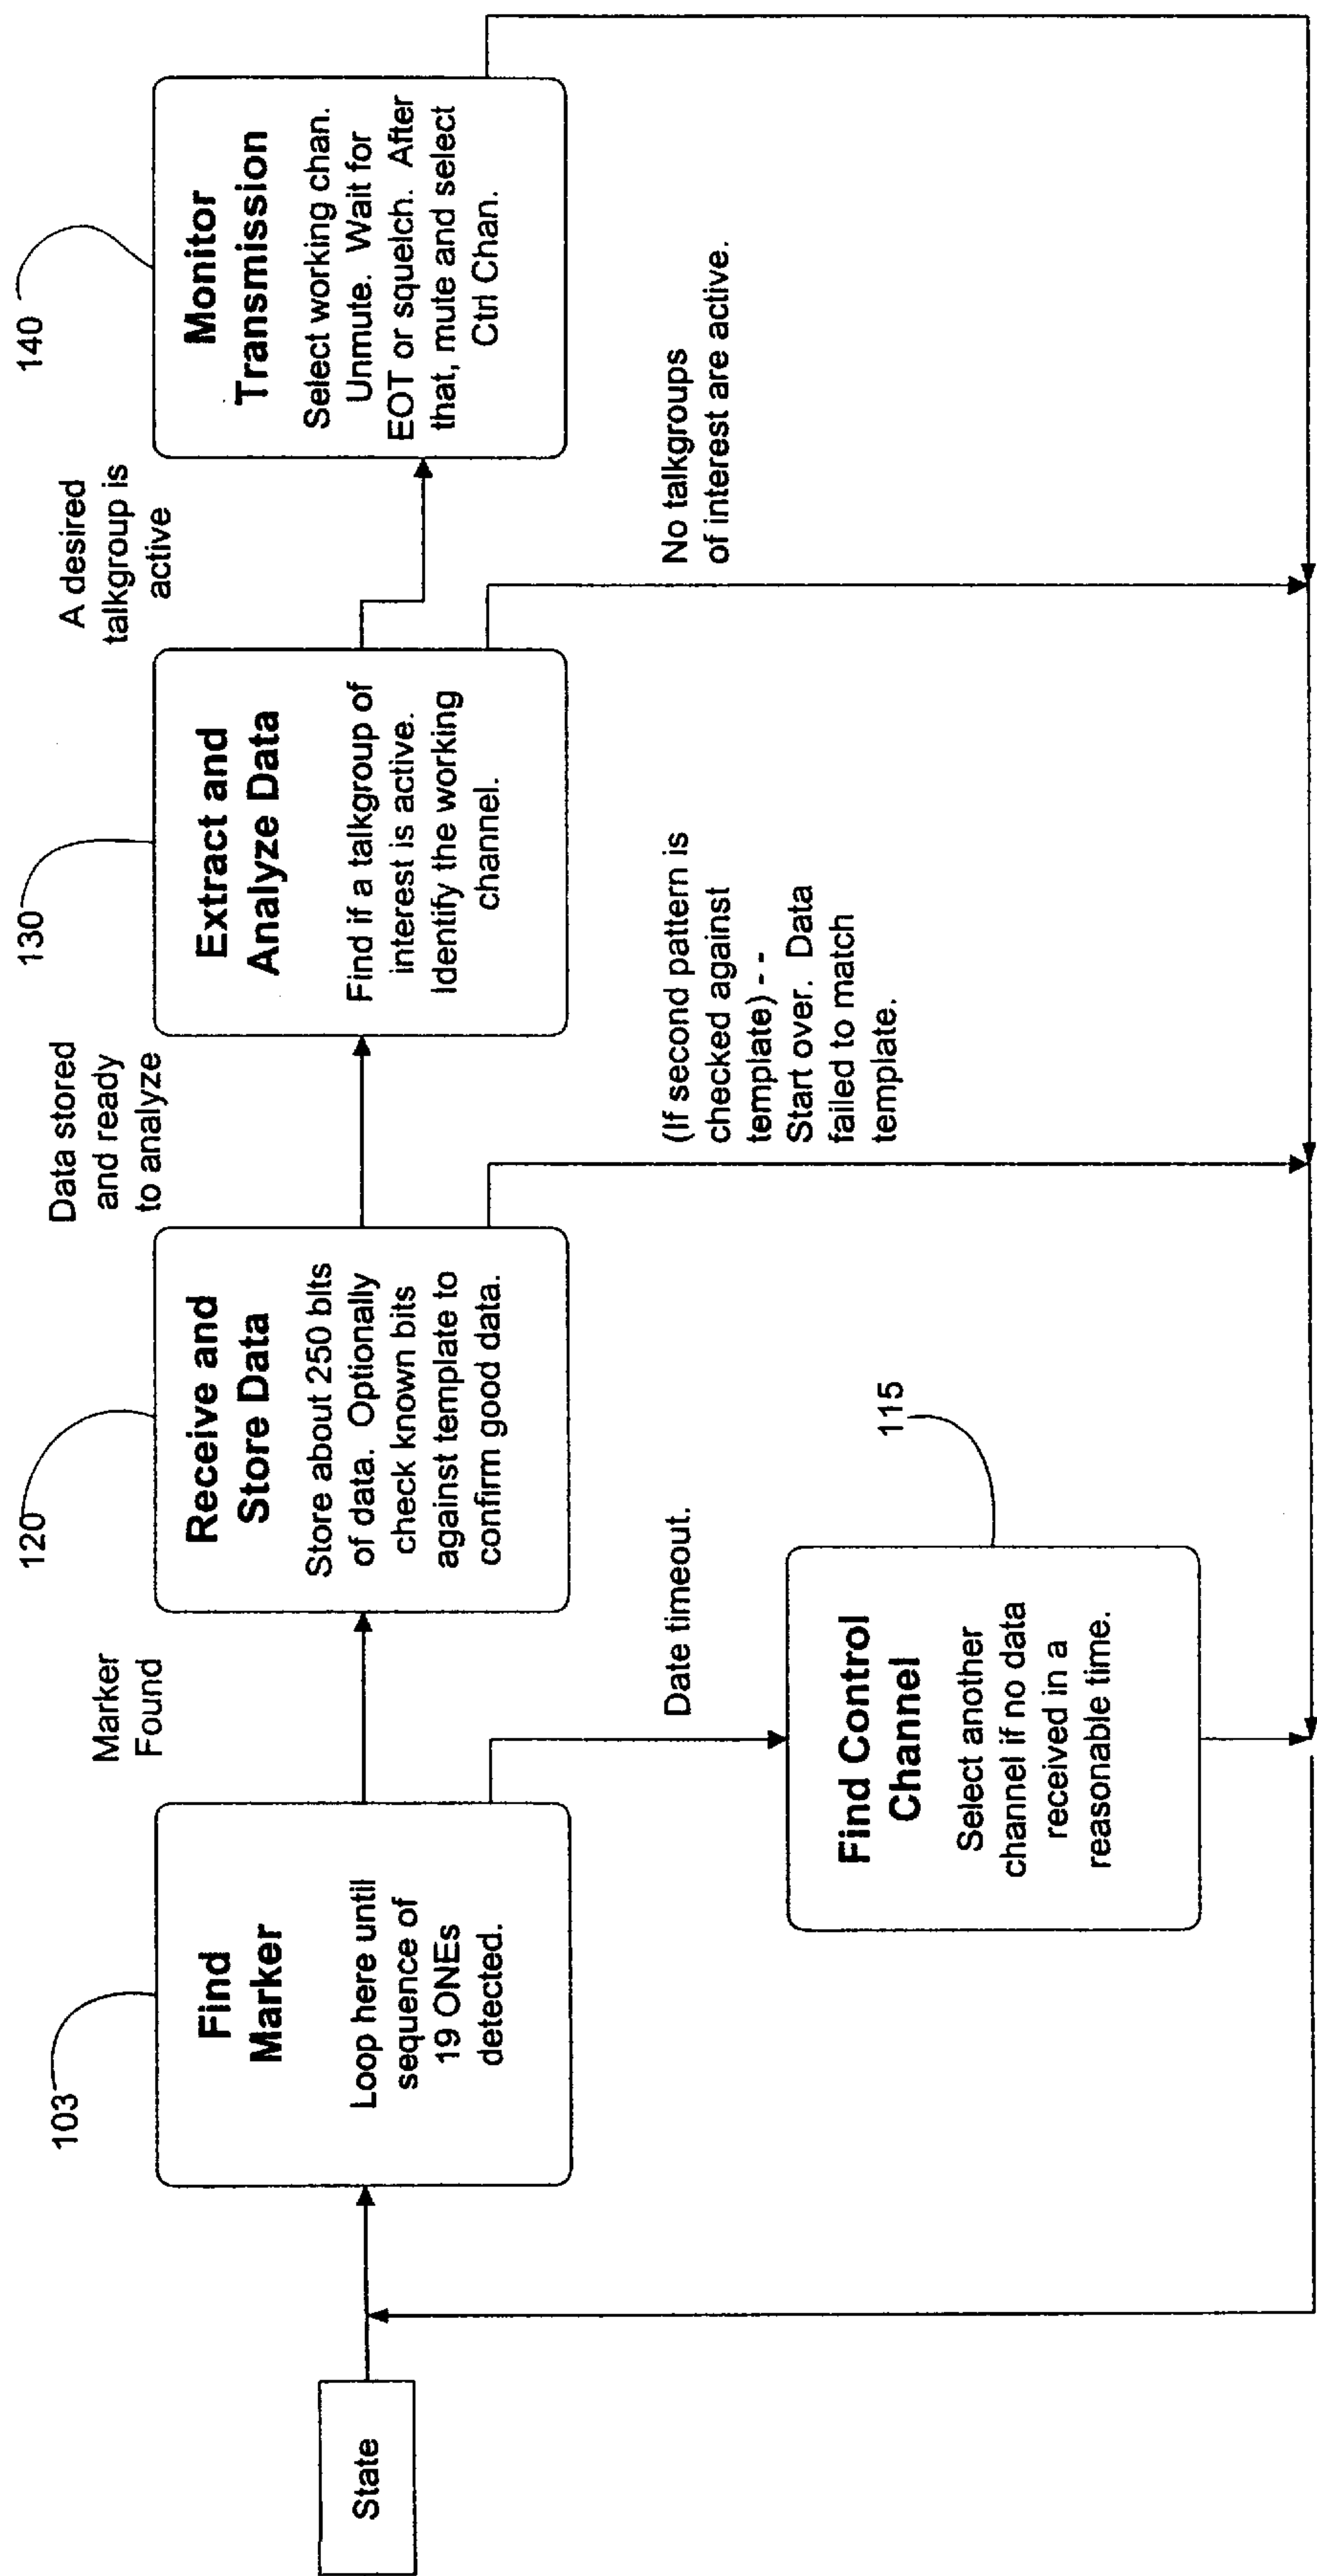 State
103
Find
Marker
Loop here until
sequence of
19 ONEs
detected.
Marker
Found
120
Receive and
Store Data
Store about 250 bits
of data. Optionally
check known bits
against template to
confirm good data.
Data stored
and ready
to analyze
130
Extract and
Analyze Data
Find if a talkgroup of
interest is active.
Identify the working
channel.
A desired
talkgroup is
active
140
Monitor
Transmission
Select working chan.
Unmute. Wait for
EOT or squelch. After
that, mute and select
Ctrl Chan.
Date timeout.
115
Find Control
Channel
Select another
channel if no data
received in a
reasonable time.
(If second pattern is
checked against
template) - -
Start over. Data
failed to match
template.
No talkgroups
of interest are active.